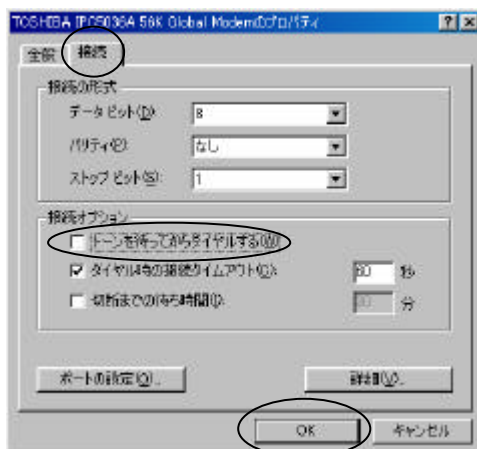 TOSHIBA IPC5036A 56K Global Modemのプロパティ
全般 接続
接続の形式
データ ビット(D): 8
パリティ(P): なし
ストップ ビット(S): 1
接続オプション
トーンを待ってからダイヤルする(W)
ダイヤル時の接続タイムアウト(C): 60 秒
切断までの待ち時間(I): 30 分
ポートの設定(O)... 詳細(V)...
OK キャンセル